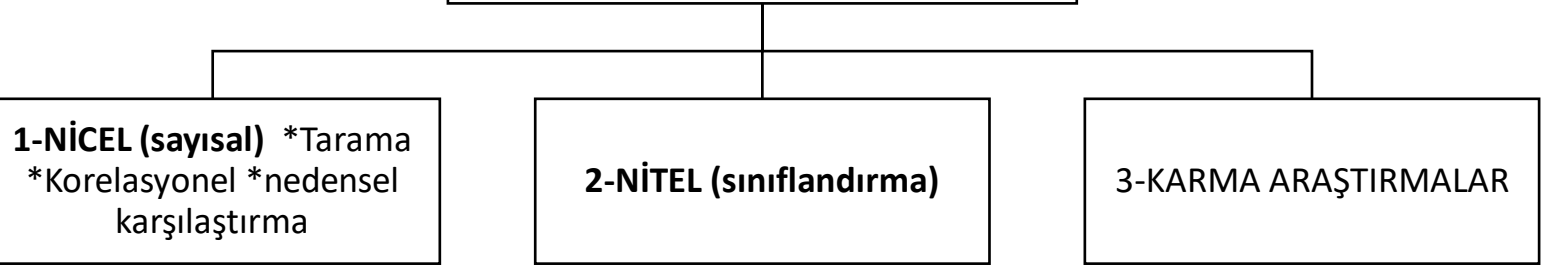 1-NİCEL (sayısal) *Tarama
*Korelasyonel *nedensel
karşılaştırma
2-NİTEL (sınıflandırma)
3-KARMA ARAŞTIRMALAR